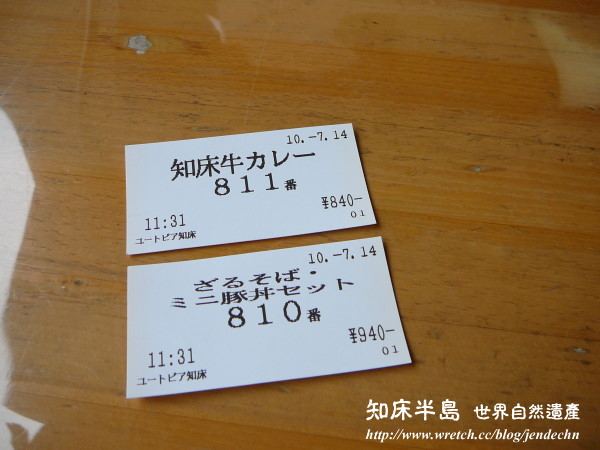 10.-7.14
知床牛カレー
811番
¥840-
01
11:31
ユートピア知床
10.-7.14
ざるそば・
ミニ豚丼セット
810番
¥940-
01
11:31
ユートピア知床
知床半島 世界自然遺產
http://www.wretch.cc/blog/jendechn